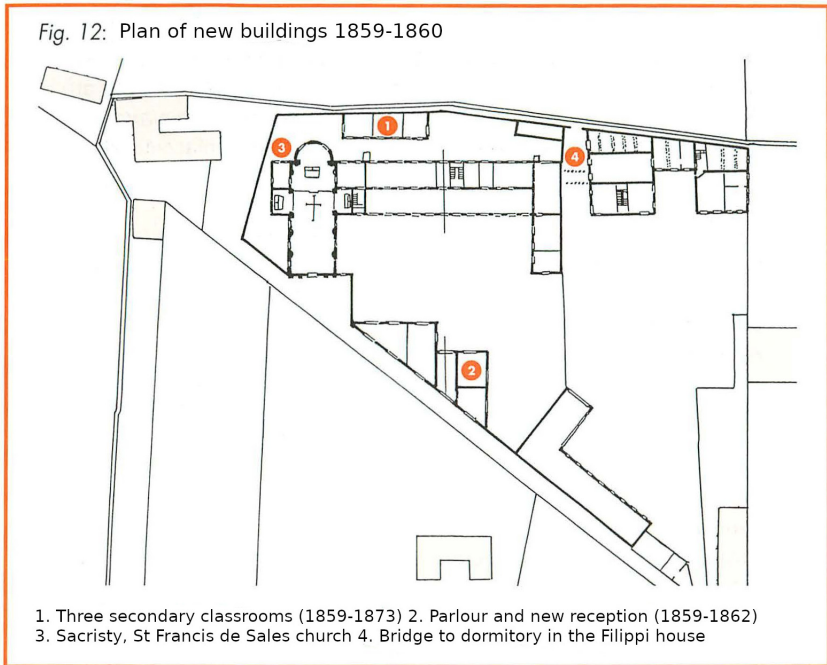 Fig. 12: Plan of new buildings 1859-1860
1
3
4
2
1. Three secondary classrooms (1859-1873) 2. Parlour and new reception (1859-1862)
3. Sacristy, St Francis de Sales church 4. Bridge to dormitory in the Filippi house